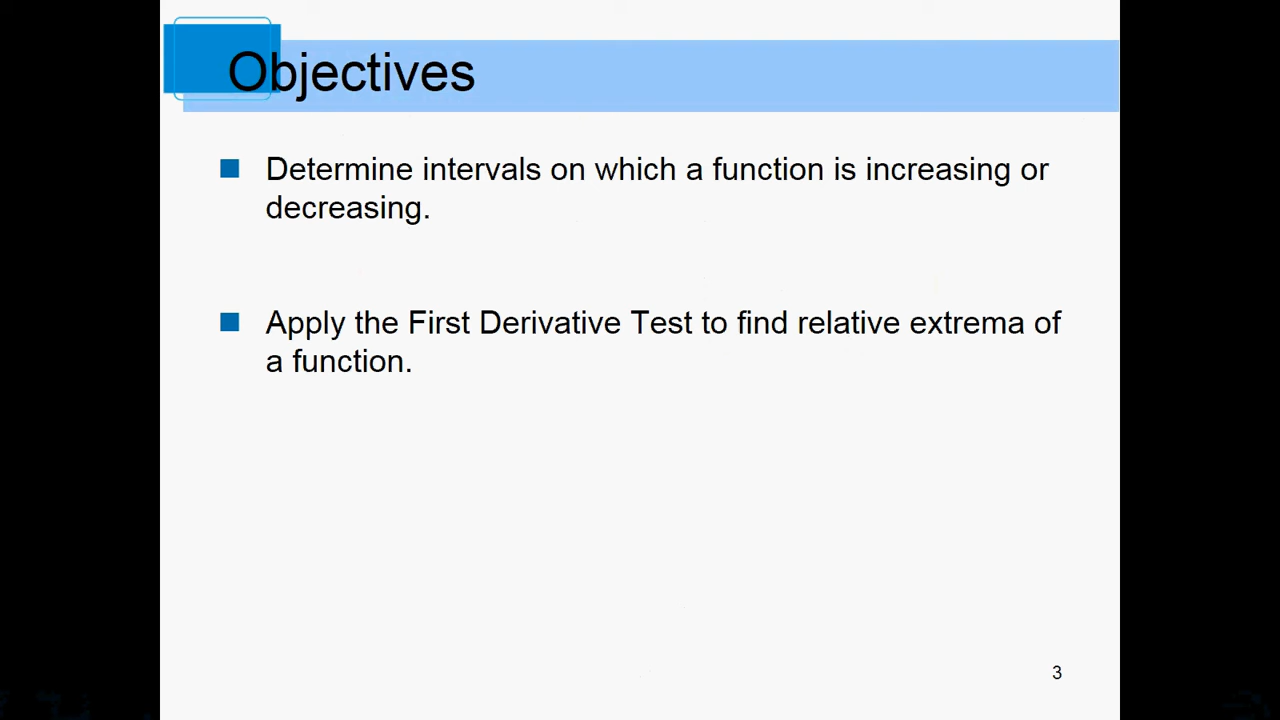 Objectives
Determine intervals on which a function is increasing or
decreasing.
Apply the First Derivative Test to find relative extrema of
a function.
3